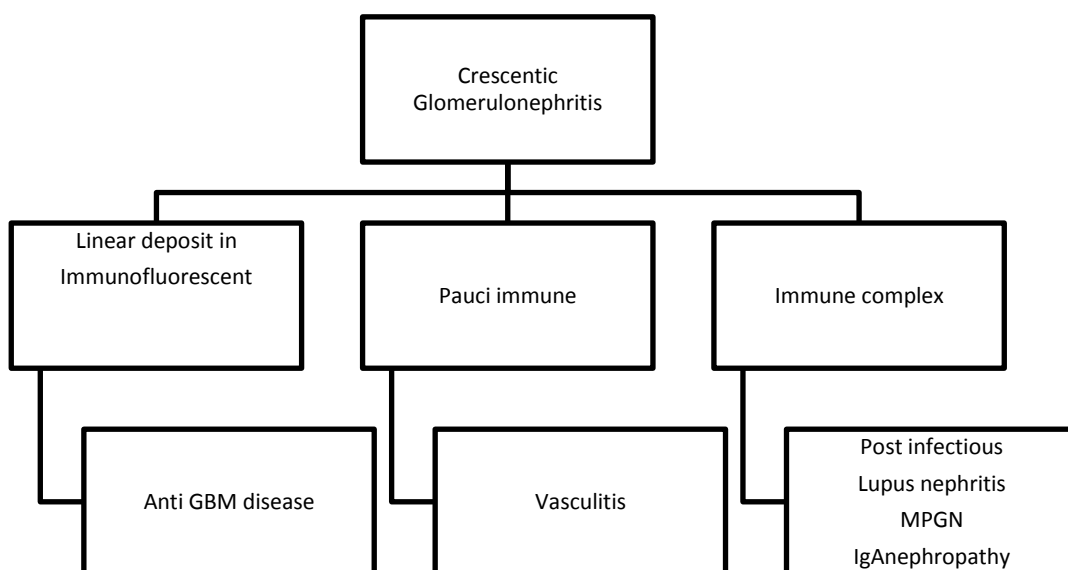 Crescentic
Glomerulonephritis
Linear deposit in
Immunofluorescent
Pauci immune
Immune complex
Anti GBM disease
Vasculitis
Post infectious
Lupus nephritis
MPGN
IgAnephropathy